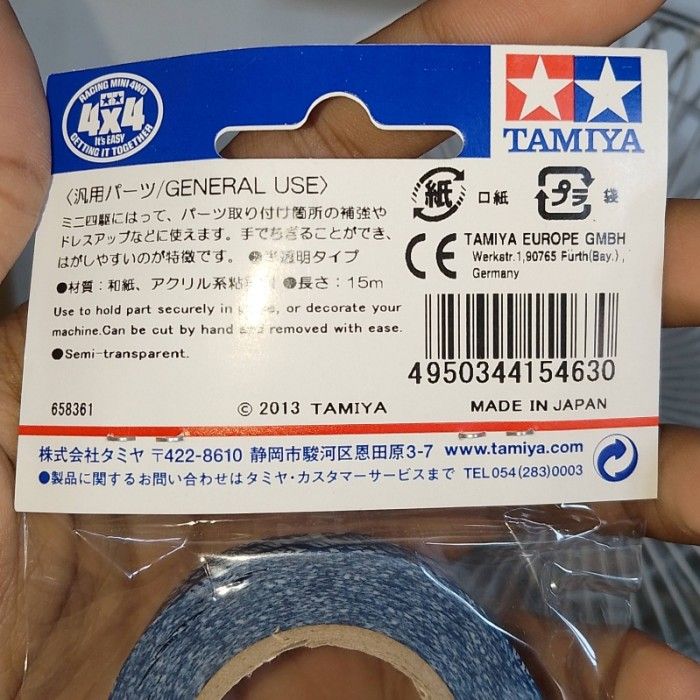 RACING MINI 4WD
4x4
It's EASY
GETTING IT TOGETHER
TAMIYA
〈汎用パーツ/GENERAL USE〉
ミニ四駆にはって、パーツ取り付け箇所の補強や
ドレスアップなどに使えます。手でちぎることができ、
はがしやすいのが特徴です。●半透明タイプ
●材質：和紙、アクリル系粘 ●長さ：15m
Use to hold part securely in or decorate your
machine.Can be cut by hand and removed with ease.
●Semi-transparent.
紙 口紙
プラ 袋
CE TAMIYA EUROPE GMBH
Werkstr.1,90765 Fürth(Bay.),
Germany
4950344154630
658361 © 2013 TAMIYA MADE IN JAPAN
株式会社タミヤ 〒422-8610 静岡市駿河区恩田原3-7 www.tamiya.com
●製品に関するお問い合わせはタミヤ・カスタマーサービスまで TEL 054(283)0003